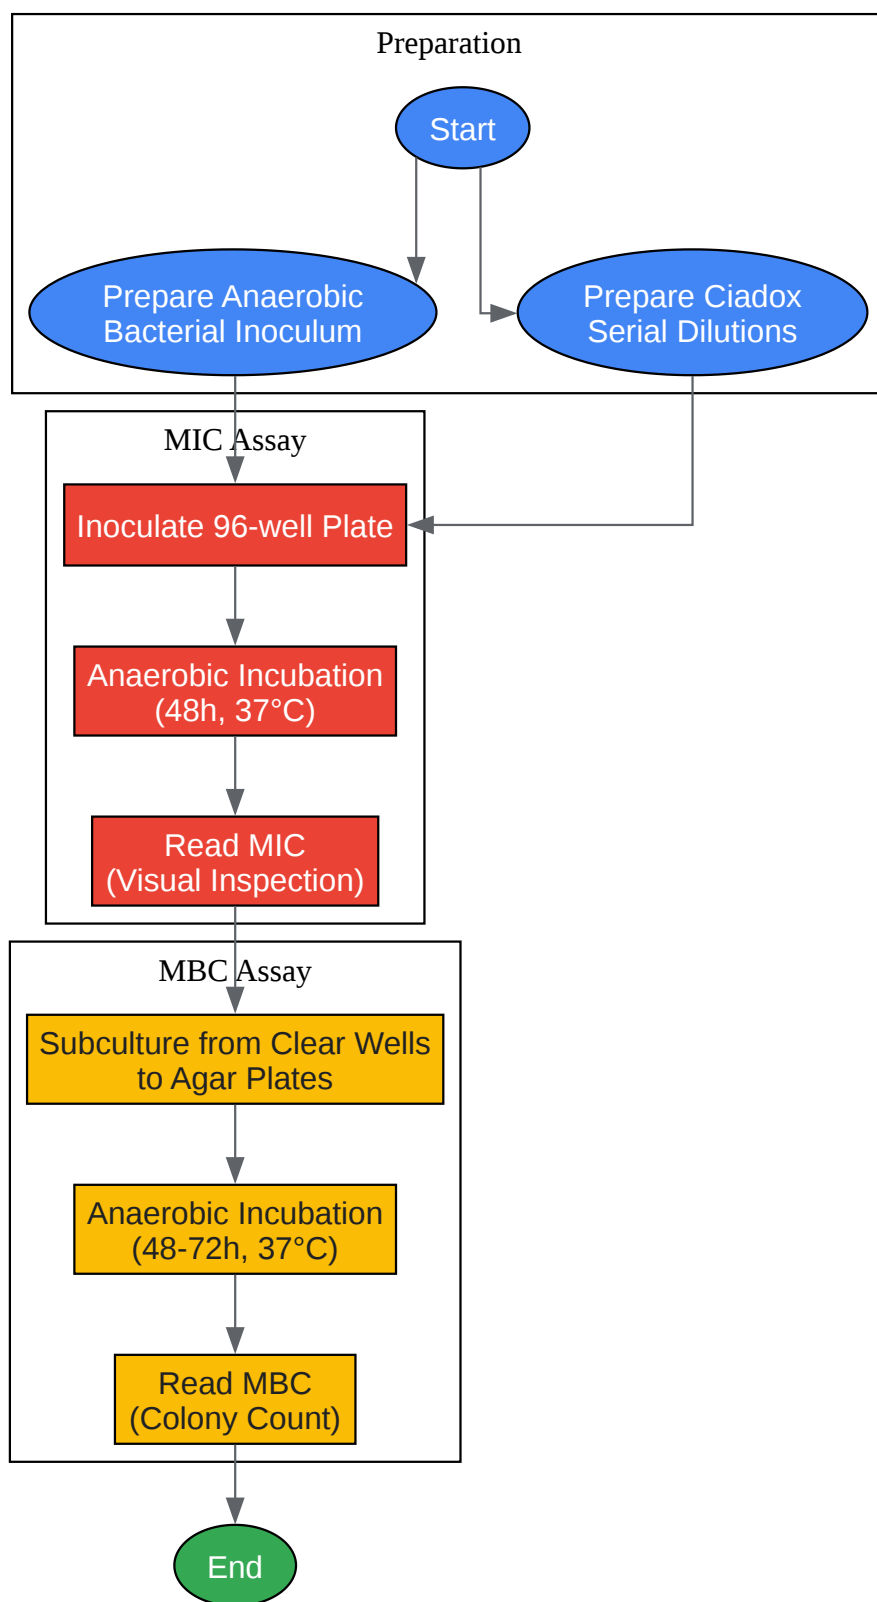 Preparation
Start
Prepare Anaerobic
Bacterial Inoculum
Prepare Ciadox
Serial Dilutions
MIC Assay
Inoculate 96-well Plate
Anaerobic Incubation
(48h, 37°C)
Read MIC
(Visual Inspection)
MBC Assay
Subculture from Clear Wells
to Agar Plates
Anaerobic Incubation
(48-72h, 37°C)
Read MBC
(Colony Count)
End